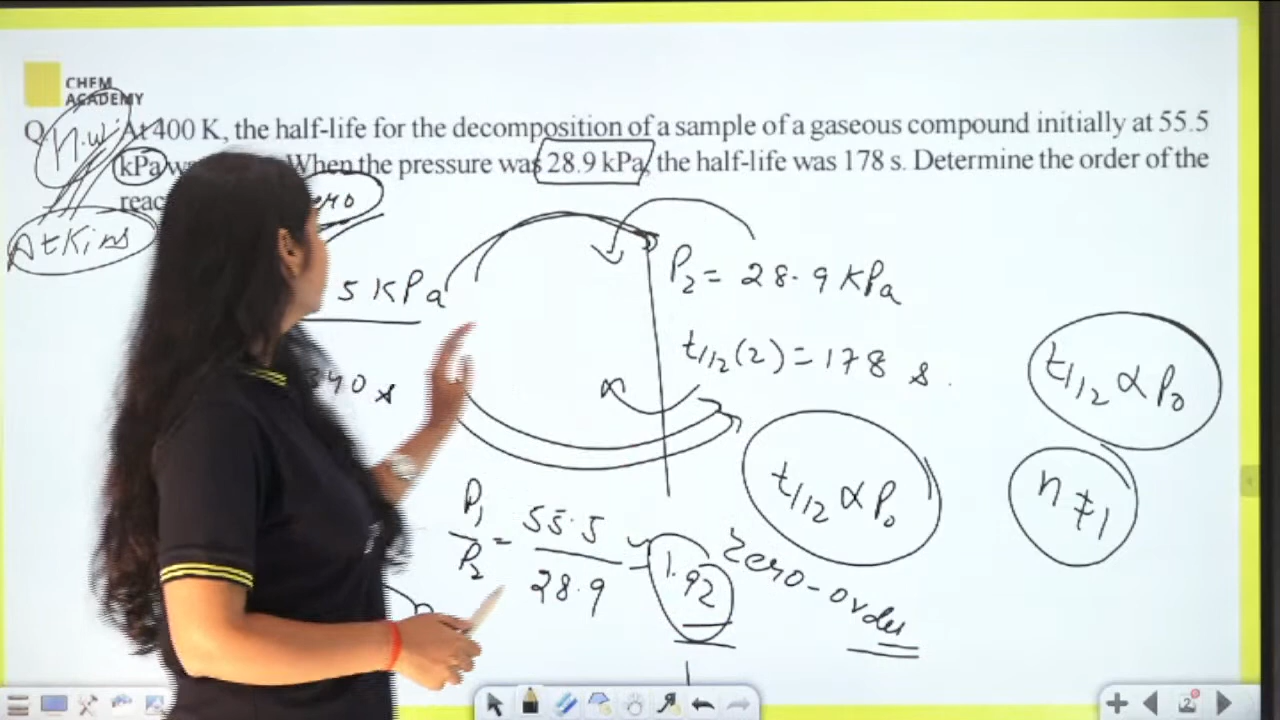 CHEM
ACADEMY
Q At 400 K, the half-life for the decomposition of a sample of a gaseous compound initially at 55.5
kPa When the pressure was 28.9 kPa, the half-life was 178 s. Determine the order of the
reac
H.W
Atkins
5 kPa
340 s
P₂ = 28.9 kPa
t1/2(2) = 178 s.
t1/2 ∝ P₀
n ≠ 1
t1/2 ∝ P₀
P₁/P₂ = 55.5/28.9 = 1.92
Zero-order
2